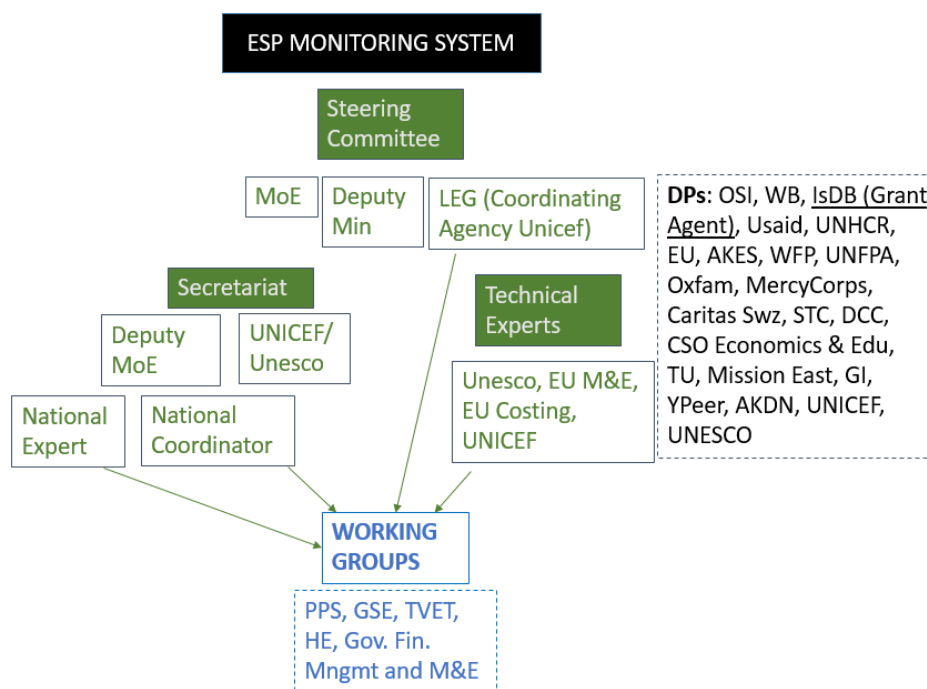 ESP MONITORING SYSTEM
Steering
Committee
MoE
Deputy
Min
LEG (Coordinating
Agency Unicef)
DPs: OSI, WB, IsDB (Grant
Agent), Usaid, UNHCR,
EU, AKES, WFP, UNFPA,
Oxfam, MercyCorps,
Caritas Swz, STC, DCC,
CSO Economics & Edu,
TU, Mission East, GI,
YPeer, AKDN, UNICEF,
UNESCO
Secretariat
Deputy
MoE
UNICEF/
Unesco
National
Expert
National
Coordinator
Technical
Experts
Unesco, EU M&E,
EU Costing,
UNICEF
WORKING
GROUPS
PPS, GSE, TVET,
HE, Gov. Fin.
Mngmt and M&E